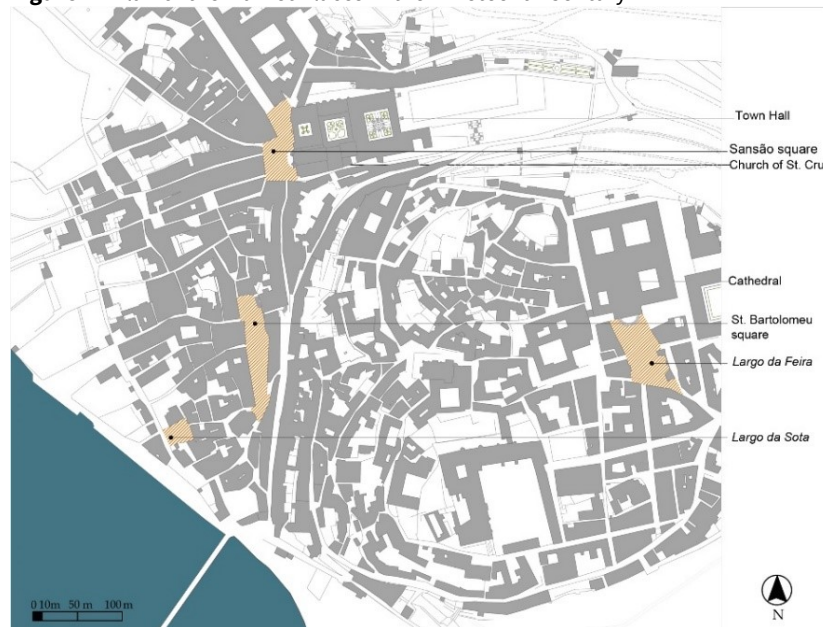 Town Hall
Sansão square
Church of St. Cru
Cathedral
St. Bartolomeu
square
Largo da Feira
Largo da Sota
0 10m 50 m 100 m
N